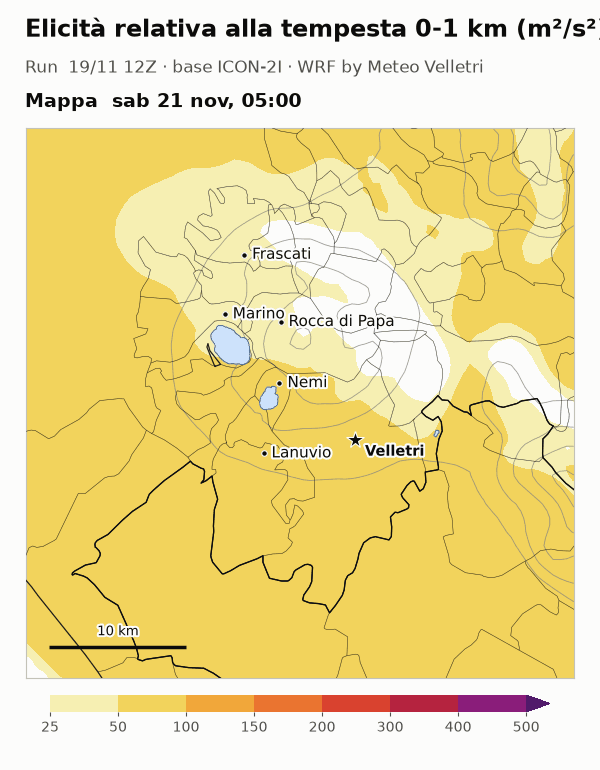 Elicità relativa alla tempesta 0-1 km (m²/s²)
Run  19/11 12Z · base ICON-2I · WRF by Meteo Velletri
Mappa  sab 21 nov, 05:00
Frascati
Marino
Rocca di Papa
Nemi
Velletri
Lanuvio
10 km
25 50 100 150 200 300 400 500